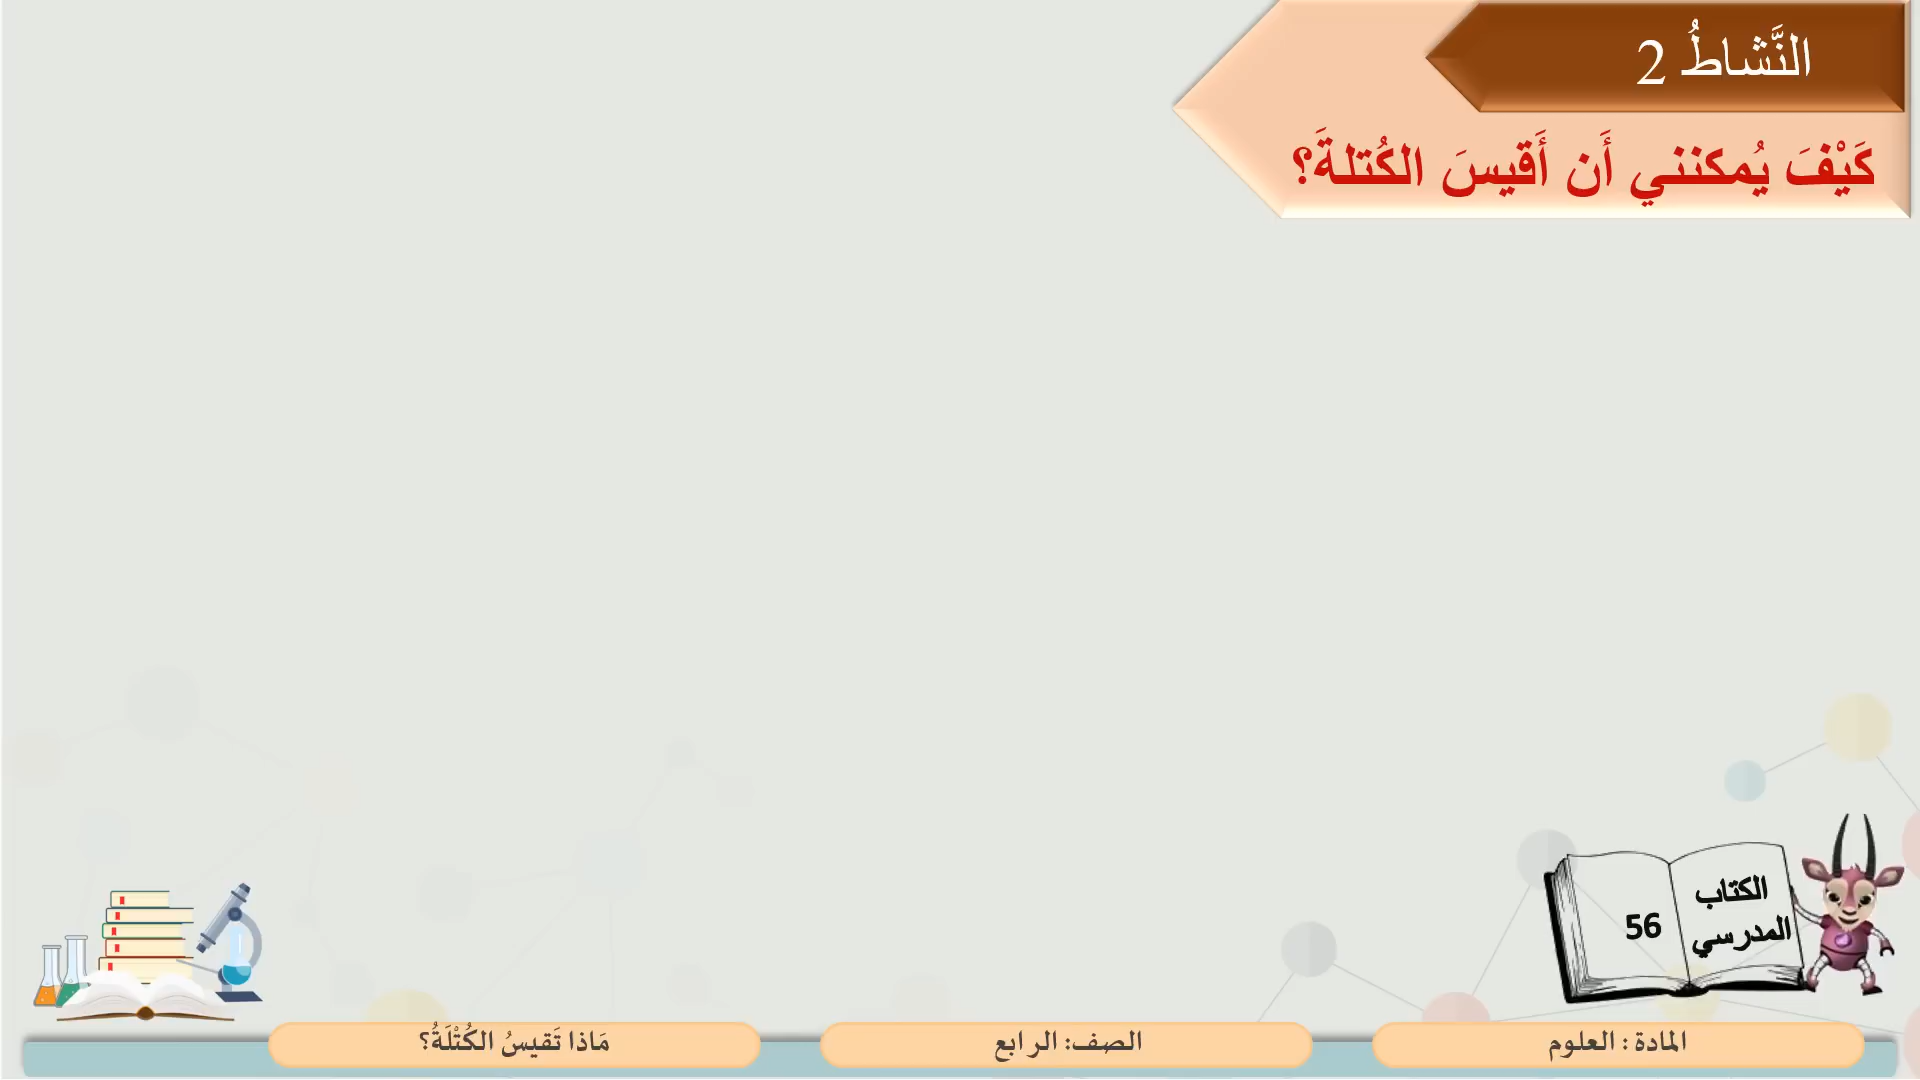 النَّشاطُ 2
كَيْفَ يُمكنني أَن أَقيسَ الكُتلةَ؟
الكتاب
المدرسي
56
المادة : العلوم
الصف: الرابع
مَاذا تَقيسُ الكُتْلَةُ؟